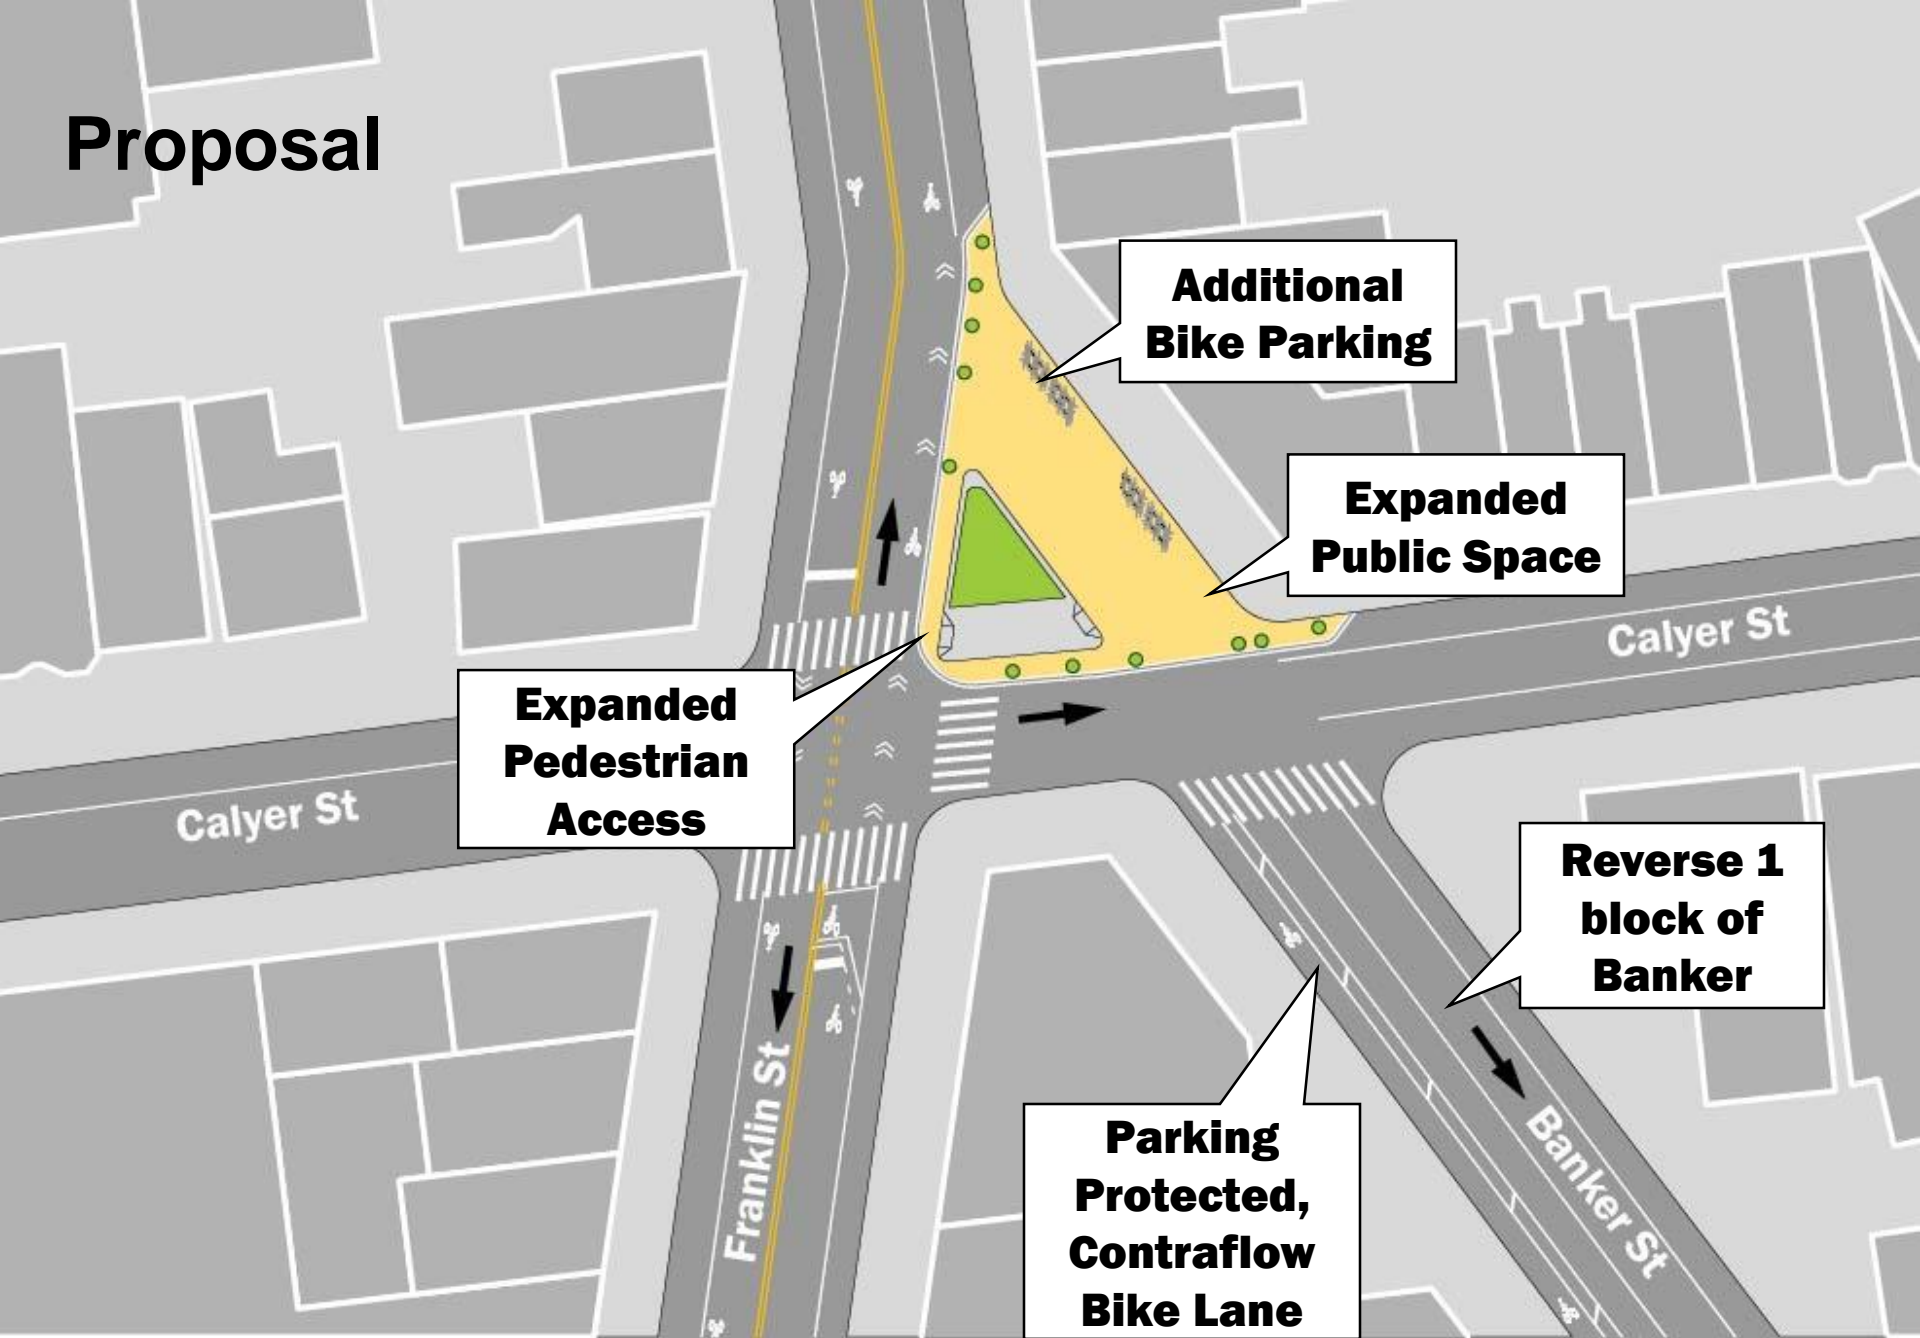 Proposal
Additional
Bike Parking
Expanded
Public Space
Calyer St
Expanded
Pedestrian
Access
Calyer St
Reverse 1
block of
Banker
Franklin St
Parking
Protected,
Contraflow
Bike Lane
Banker St